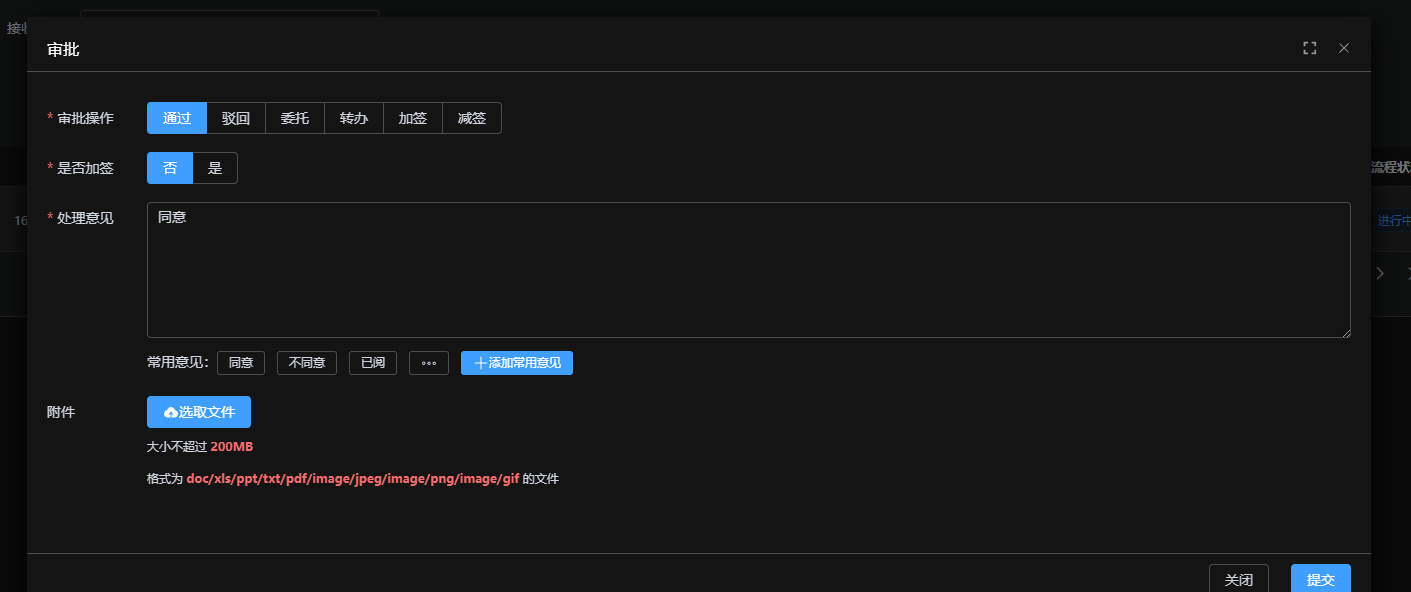 接收
审批
* 审批操作 通过 驳回 委托 转办 加签 减签
* 是否加签 否 是
流程状
* 处理意见 同意
16
进行中
常用意见: 同意 不同意 已阅 ••• +添加常用意见
附件 选取文件
大小不超过 200MB
格式为 doc/xls/ppt/txt/pdf/image/jpeg/image/png/image/gif 的文件
关闭 提交